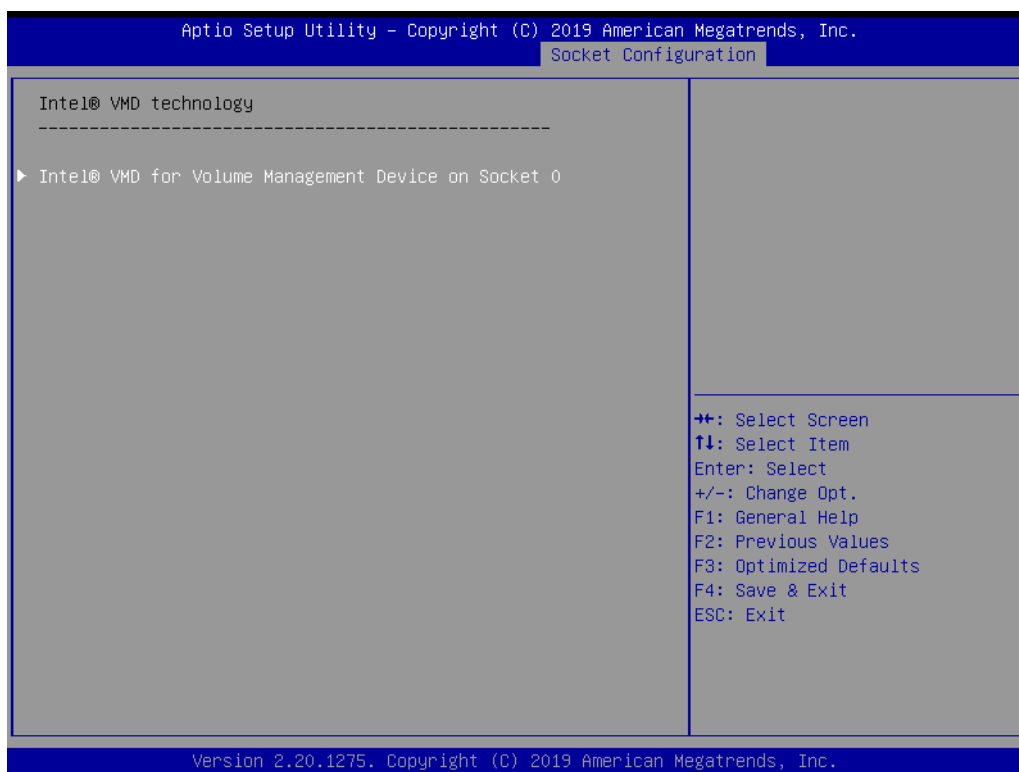 Aptio Setup Utility – Copyright (C) 2019 American Megatrends, Inc.
Socket Configuration
Intel® VMD technology
--------------------------------------------------
Intel® VMD for Volume Management Device on Socket 0
→←: Select Screen
↑↓: Select Item
Enter: Select
+/-: Change Opt.
F1: General Help
F2: Previous Values
F3: Optimized Defaults
F4: Save & Exit
ESC: Exit
Version 2.20.1275. Copyright (C) 2019 American Megatrends, Inc.